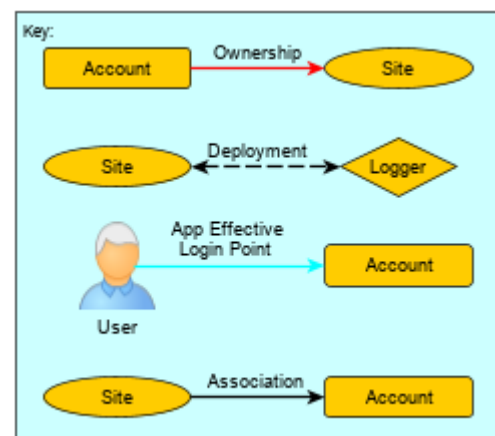 Key:
Account
Ownership
Site
Site
Deployment
Logger
App Effective
Login Point
Account
User
Site
Association
Account